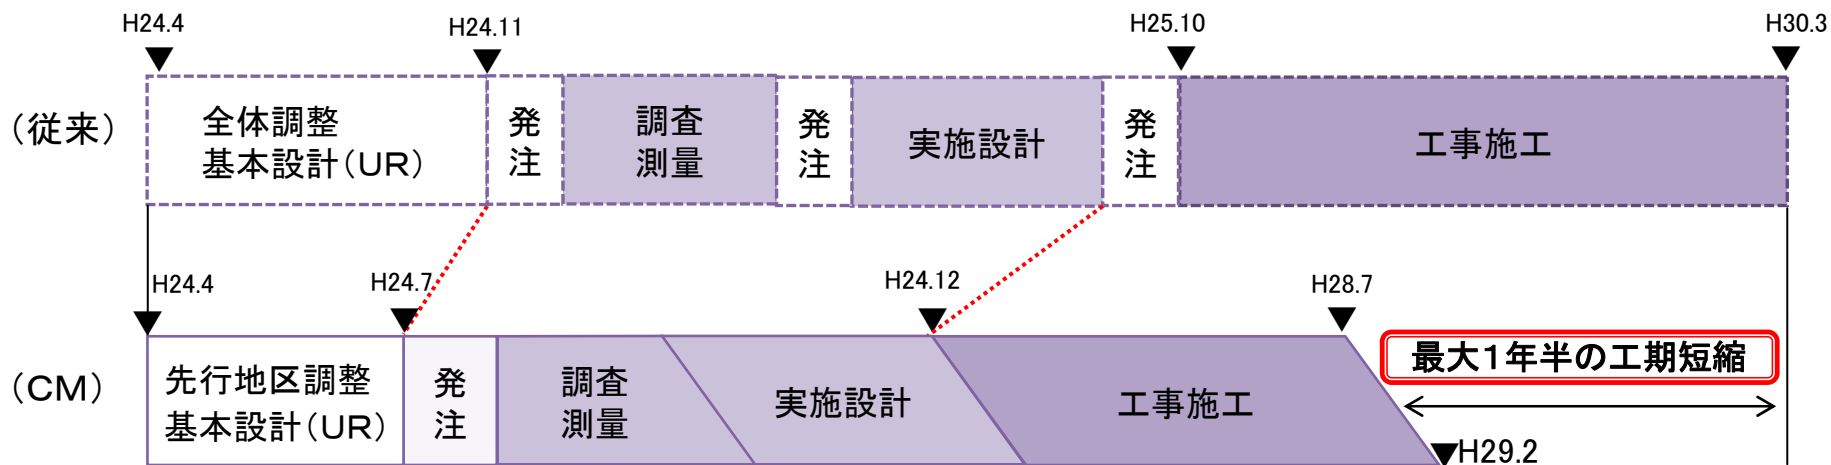 H24.4
H24.11
H25.10
H30.3
（従来）
全体調整
基本設計（UR）
発注
調査
測量
発注
実施設計
発注
工事施工
H24.4
H24.7
H24.12
H28.7
（CM）
先行地区調整
基本設計（UR）
発注
調査
測量
実施設計
工事施工
最大1年半の工期短縮
H29.2